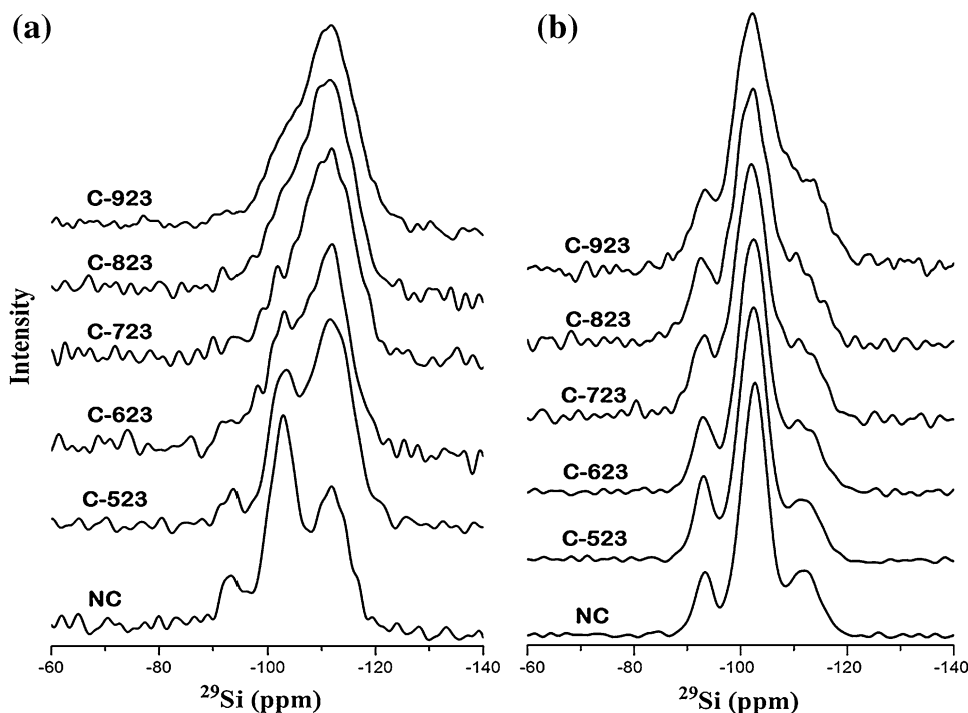 (a)
(b)
Intensity
C-923
C-823
C-723
C-623
C-523
NC
-60 -80 -100 -120 -140
²⁹Si (ppm)
C-923
C-823
C-723
C-623
C-523
NC
-60 -80 -100 -120 -140
²⁹Si (ppm)